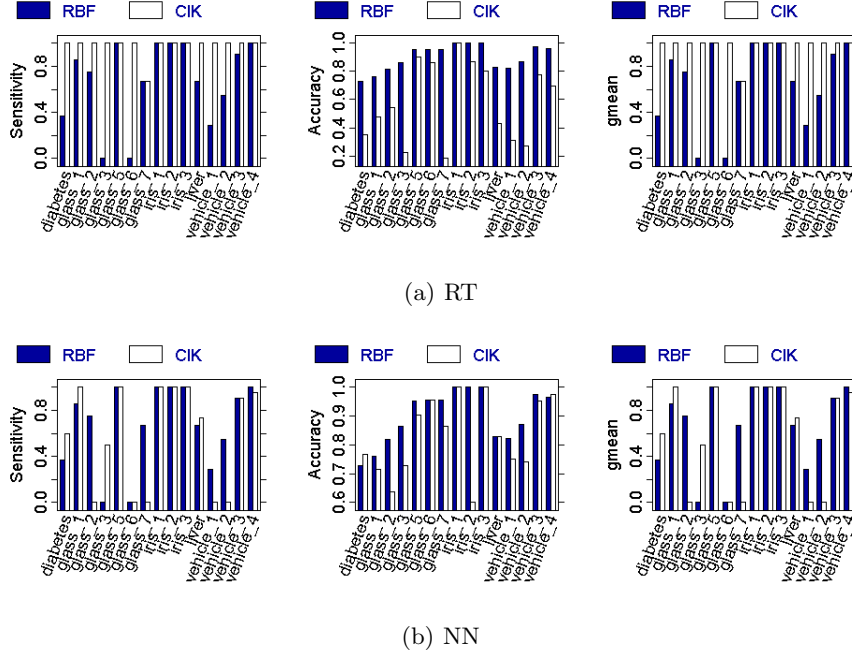 RBF CIK RBF CIK RBF CIK
Sensitivity
0.0 0.4 0.8
diabetes glass_1 glass_2 glass_3 glass_5 glass_6 glass_7 iris_1 iris_2 iris_3 liver vehicle_1 vehicle_2 vehicle_3 vehicle_4
Accuracy
0.2 0.4 0.6 0.8 0.9 1.0
diabetes glass_1 glass_2 glass_3 glass_5 glass_6 glass_7 iris_1 iris_2 iris_3 liver vehicle_1 vehicle_2 vehicle_3 vehicle_4
gmean
0.0 0.4 0.8
diabetes glass_1 glass_2 glass_3 glass_5 glass_6 glass_7 iris_1 iris_2 iris_3 liver vehicle_1 vehicle_2 vehicle_3 vehicle_4
(a) RT
RBF CIK RBF CIK RBF CIK
Sensitivity
0.0 0.4 0.8
diabetes glass_1 glass_2 glass_3 glass_5 glass_6 glass_7 iris_1 iris_2 iris_3 liver vehicle_1 vehicle_2 vehicle_3 vehicle_4
Accuracy
0.6 0.7 0.8 0.9 1.0
diabetes glass_1 glass_2 glass_3 glass_5 glass_6 glass_7 iris_1 iris_2 iris_3 liver vehicle_1 vehicle_2 vehicle_3 vehicle_4
gmean
0.0 0.4 0.8
diabetes glass_1 glass_2 glass_3 glass_5 glass_6 glass_7 iris_1 iris_2 iris_3 liver vehicle_1 vehicle_2 vehicle_3 vehicle_4
(b) NN